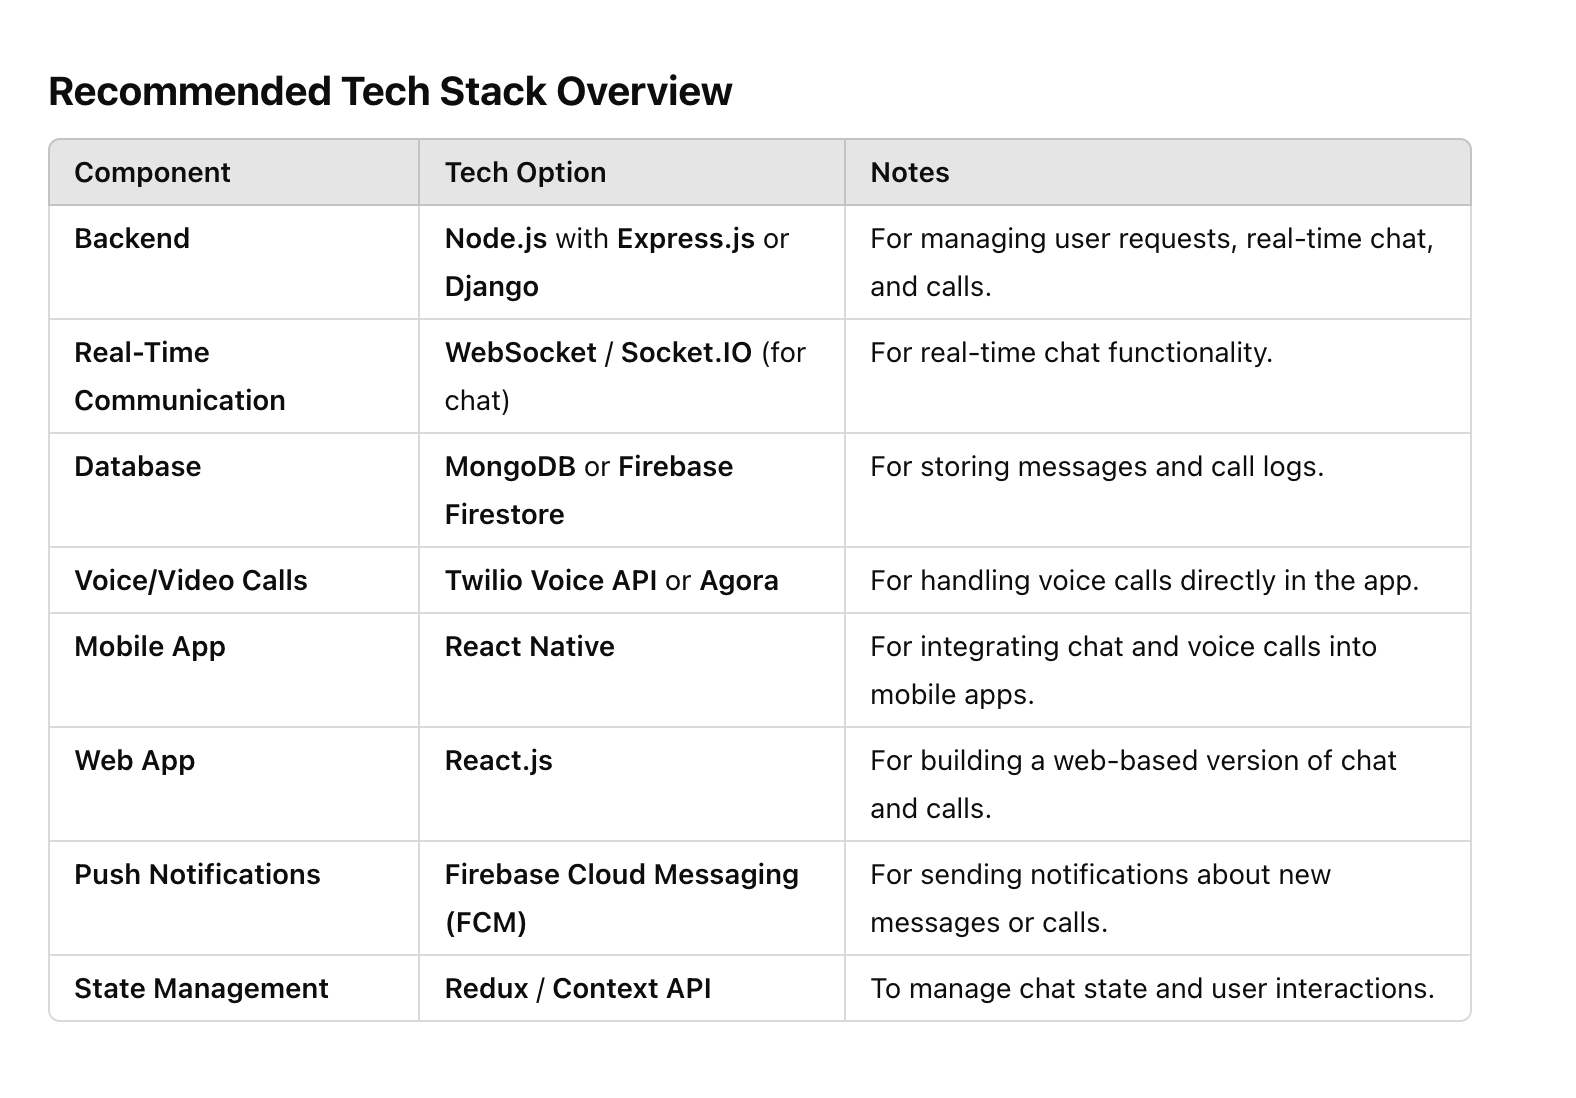 Recommended Tech Stack Overview
Component Tech Option Notes
Backend Node.js with Express.js or For managing user requests, real-time chat,
Django and calls.
Real-Time WebSocket / Socket.IO (for For real-time chat functionality.
Communication chat)
Database MongoDB or Firebase For storing messages and call logs.
Firestore
Voice/Video Calls Twilio Voice API or Agora For handling voice calls directly in the app.
Mobile App React Native For integrating chat and voice calls into
mobile apps.
Web App React.js For building a web-based version of chat
and calls.
Push Notifications Firebase Cloud Messaging For sending notifications about new
(FCM) messages or calls.
State Management Redux / Context API To manage chat state and user interactions.